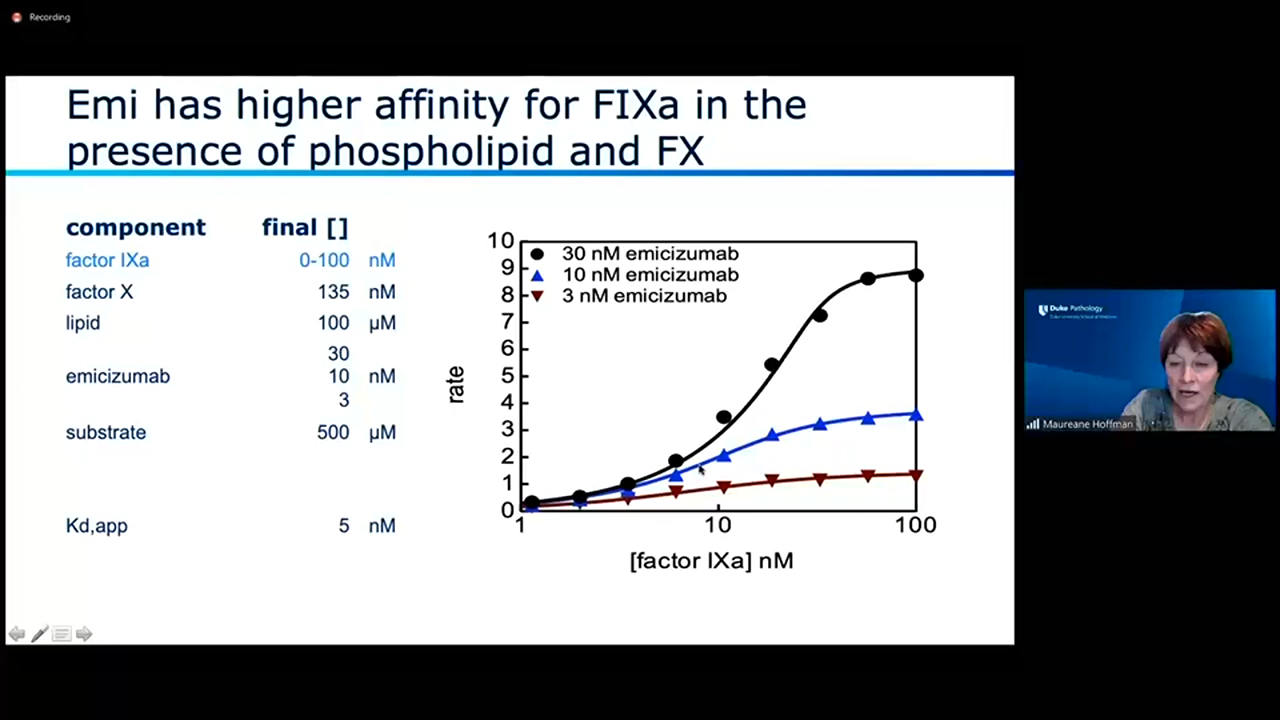 Recording
Emi has higher affinity for FIXa in the
presence of phospholipid and FX
component final []
factor IXa 0-100 nM
factor X 135 nM
lipid 100 µM
30
emicizumab 10 nM
3
substrate 500 µM
Kd,app 5 nM
10
9
8
7
6
5
4
3
2
1
0
rate
30 nM emicizumab
10 nM emicizumab
3 nM emicizumab
1 10 100
[factor IXa] nM
Duke Pathology
Maureane Hoffman